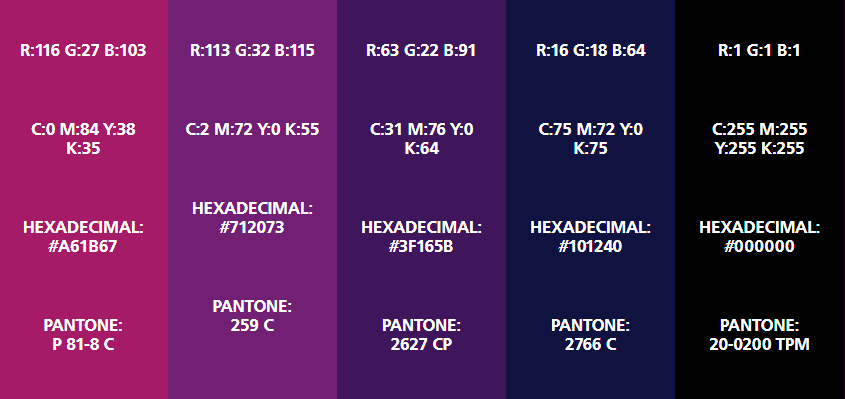 R:116 G:27 B:103
C:0 M:84 Y:38
K:35
HEXADECIMAL:
#A61B67
PANTONE:
P 81-8 C
R:113 G:32 B:115
C:2 M:72 Y:0 K:55
HEXADECIMAL:
#712073
PANTONE:
259 C
R:63 G:22 B:91
C:31 M:76 Y:0
K:64
HEXADECIMAL:
#3F165B
PANTONE:
2627 CP
R:16 G:18 B:64
C:75 M:72 Y:0
K:75
HEXADECIMAL:
#101240
PANTONE:
2766 C
R:1 G:1 B:1
C:255 M:255
Y:255 K:255
HEXADECIMAL:
#000000
PANTONE:
20-0200 TPM